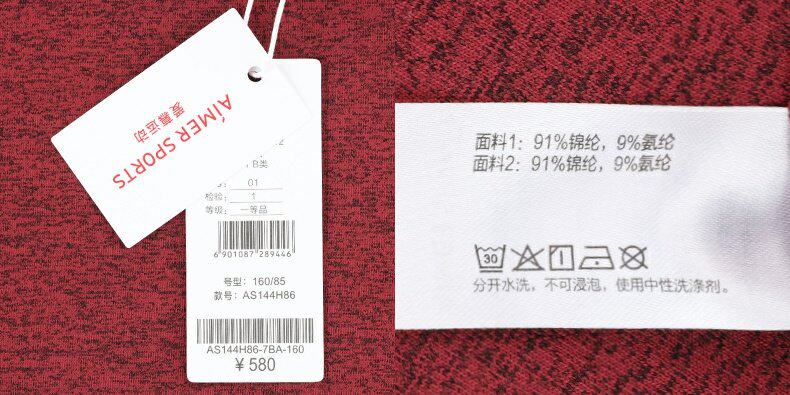 AIMER SPORTS
爱慕运动
B类
01
检验: 1
等级: 一等品
6901087289446
号型: 160/85
款号: AS144H86
AS144H86-7BA-160
¥ 580
面料1: 91%锦纶, 9%氨纶
面料2: 91%锦纶, 9%氨纶
30
分开水洗, 不可浸泡, 使用中性洗涤剂。